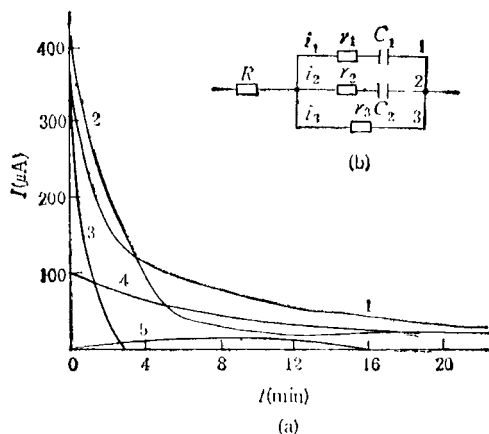 400
300
200
100
0
I(μA)
2
3
4
5
1
4
8
12
16
20
t(min)
(a)
R
i₁
r₁
C₁
1
i₂
r₂
C₂
2
i₃
r₃
3
(b)